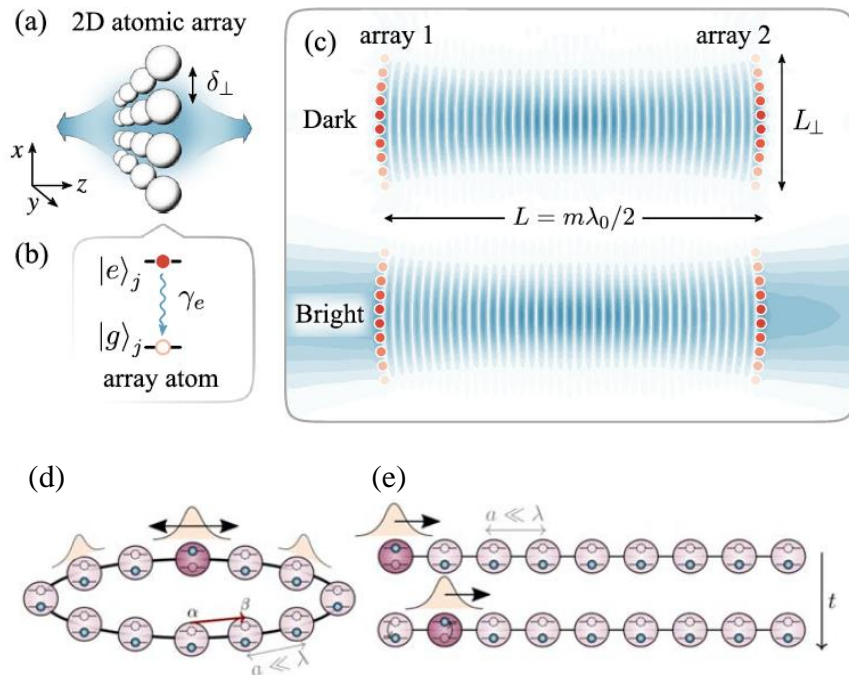 (a) 2D atomic array
δ⊥
x
y
z
(b)
|e⟩j
γe
|g⟩j
array atom
(c) array 1 array 2
Dark
L⊥
L = mλ0/2
Bright
(d)
α β
a ≪ λ
(e)
a ≪ λ
t